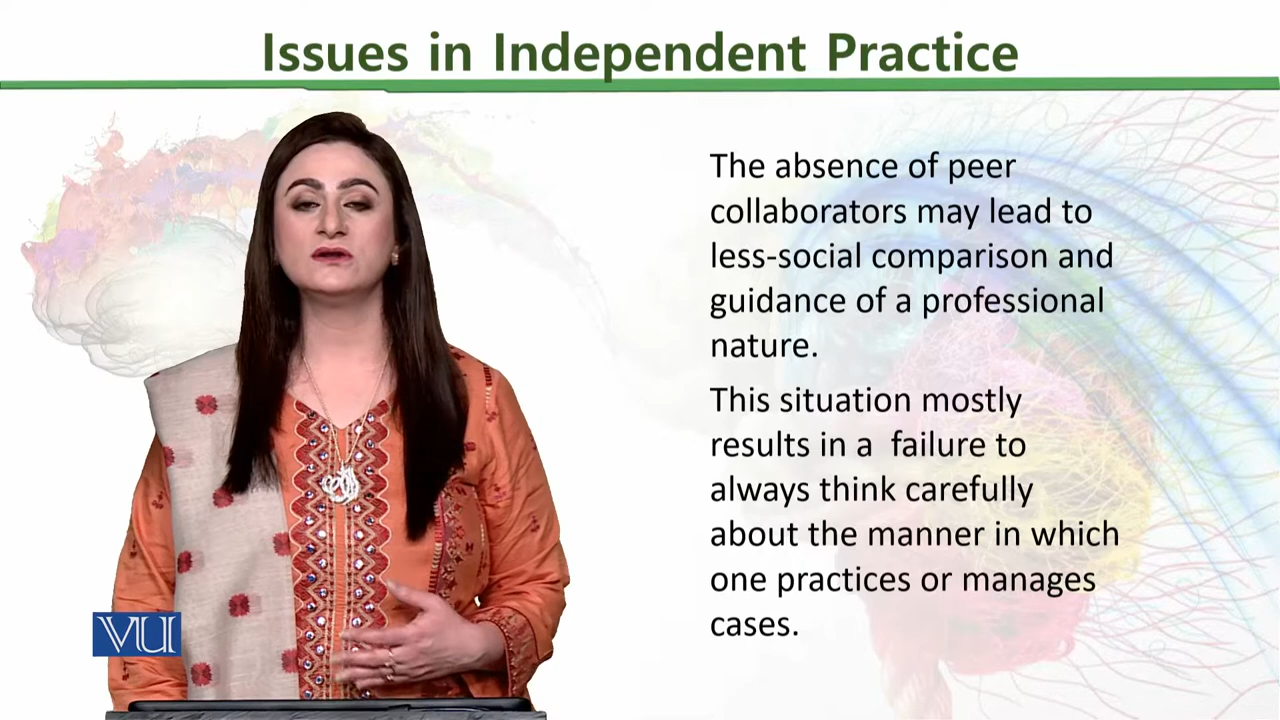 Issues in Independent Practice
The absence of peer
collaborators may lead to
less-social comparison and
guidance of a professional
nature.
This situation mostly
results in a  failure to
always think carefully
about the manner in which
one practices or manages
cases.
VU